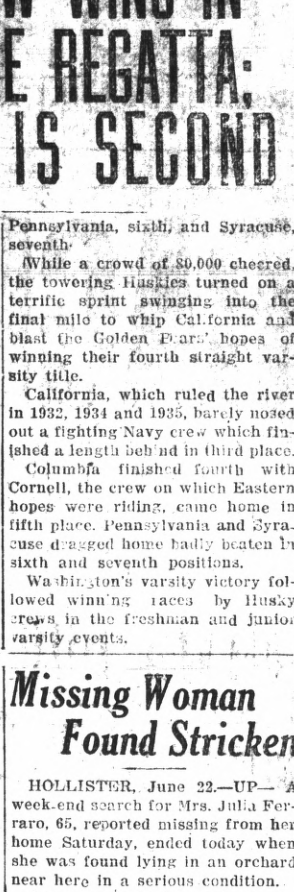 W WINS IN
E REGATTA;
IS SECOND
Pennsylvania, sixth, and Syracuse,
seventh.
While a crowd of 80,000 cheered,
the towering Huskies turned on a
terrific sprint swinging into the
final mile to whip California and
blast the Golden Bears' hopes of
winning their fourth straight var-
sity title.
California, which ruled the river
in 1932, 1934 and 1935, barely nosed
out a fighting Navy crew which fin-
ished a length behind in third place.
Columbia finished fourth with
Cornell, the crew on which Eastern
hopes were riding, came home in
fifth place. Pennsylvania and Syra-
cuse dragged home badly beaten in
sixth and seventh positions.
Washington's varsity victory fol-
lowed winning races by Husky
crews in the freshman and junior
varsity events.
Missing Woman
Found Stricken
HOLLISTER, June 22.—UP— A
week-end search for Mrs. Julia Fer-
raro, 65, reported missing from her
home Saturday, ended today when
she was found lying in an orchard
near here in a serious condition.